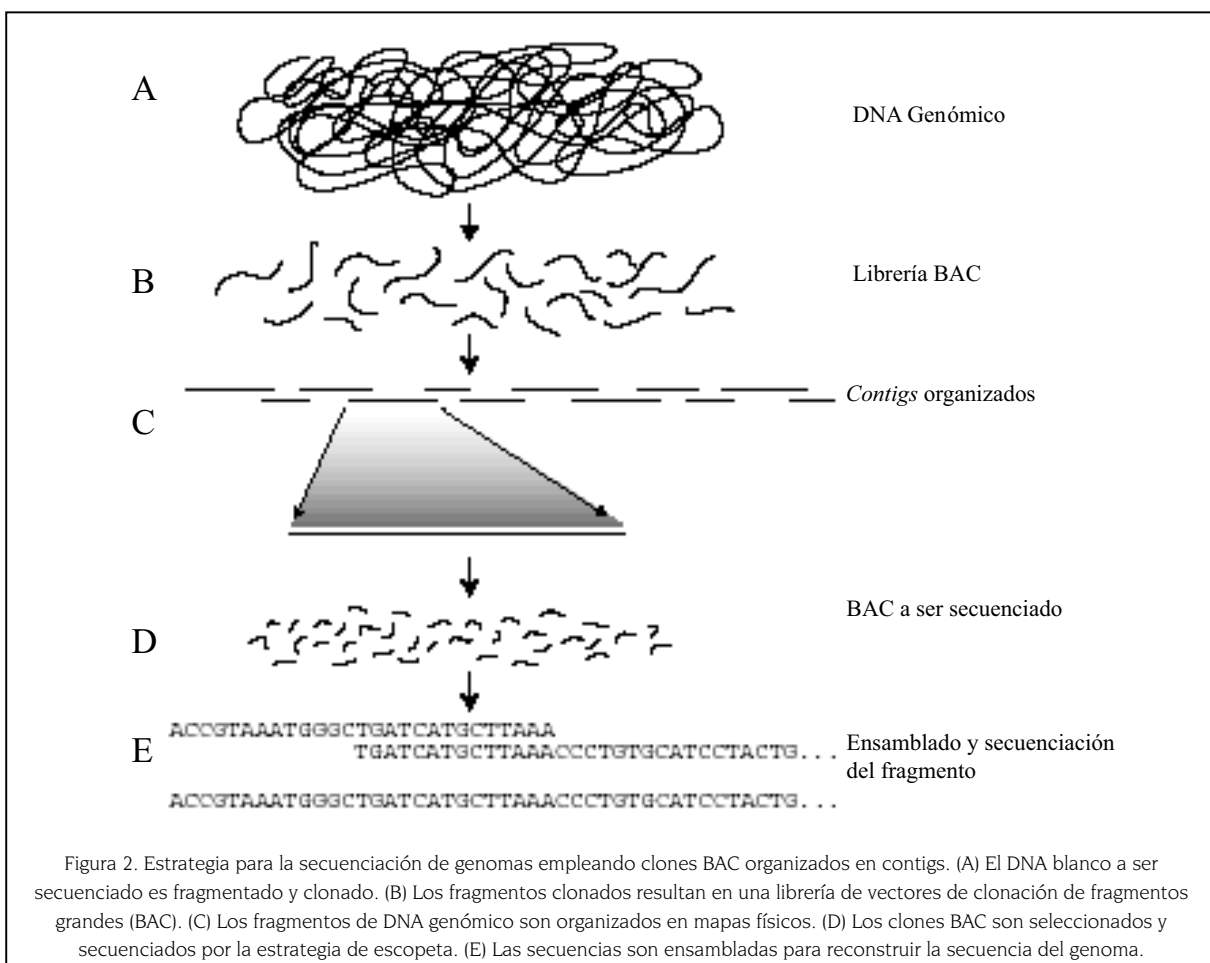 A
DNA Genómico
B
Librería BAC
Contigs organizados
C
BAC a ser secuenciado
D
ACCGTAAATGGGCTGATCATGCTTAAA
E
TGATCATGCTTAAACCCTGTGCATCCTACTG...
Ensamblado y secuenciación
del fragmento
ACCGTAAATGGGCTGATCATGCTTAAACCCTGTGCATCCTACTG...
Figura 2. Estrategia para la secuenciación de genomas empleando clones BAC organizados en contigs. (A) El DNA blanco a ser
secuenciado es fragmentado y clonado. (B) Los fragmentos clonados resultan en una librería de vectores de clonación de fragmentos
grandes (BAC). (C) Los fragmentos de DNA genómico son organizados en mapas físicos. (D) Los clones BAC son seleccionados y
secuenciados por la estrategia de escopeta. (E) Las secuencias son ensambladas para reconstruir la secuencia del genoma.